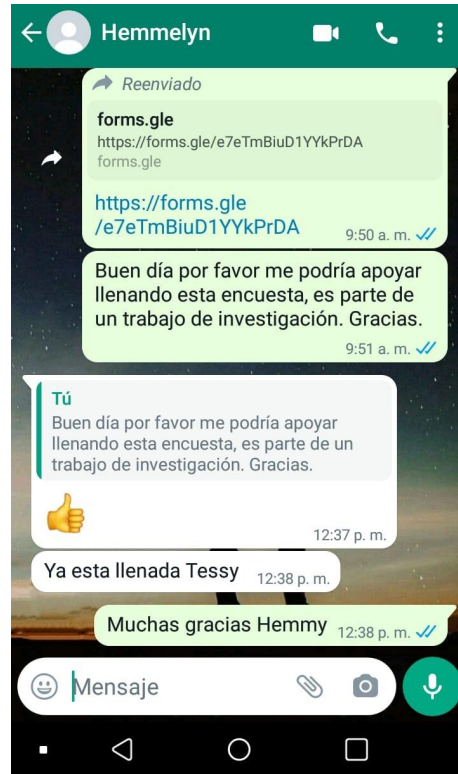 Hemmelyn
Reenviado
forms.gle
https://forms.gle/e7eTmBiuD1YYkPrDA
forms.gle
https://forms.gle
/e7eTmBiuD1YYkPrDA
9:50 a. m.
Buen día por favor me podría apoyar
llenando esta encuesta, es parte de
un trabajo de investigación. Gracias.
9:51 a. m.
Tú
Buen día por favor me podría apoyar
llenando esta encuesta, es parte de un
trabajo de investigación. Gracias.
12:37 p. m.
Ya esta llenada Tessy 12:38 p. m.
Muchas gracias Hemmy 12:38 p. m.
Mensaje